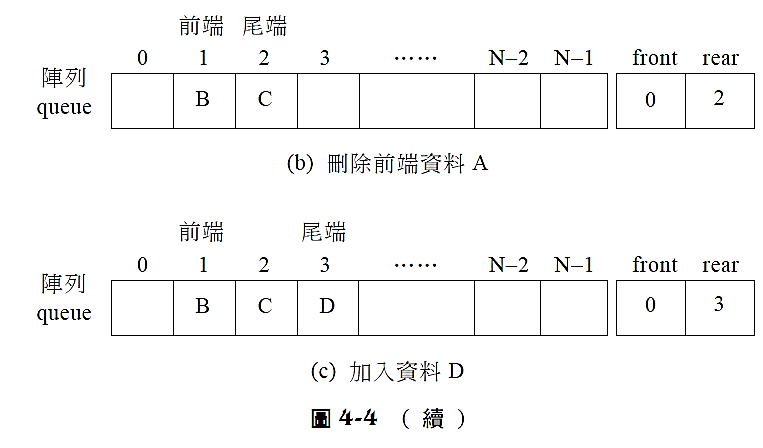 前端 尾端
0 1 2 3 …… N–2 N–1 front rear
陣列 queue B C 0 2
(b) 刪除前端資料 A
前端 尾端
0 1 2 3 …… N–2 N–1 front rear
陣列 queue B C D 0 3
(c) 加入資料 D
圖 4-4 （續）